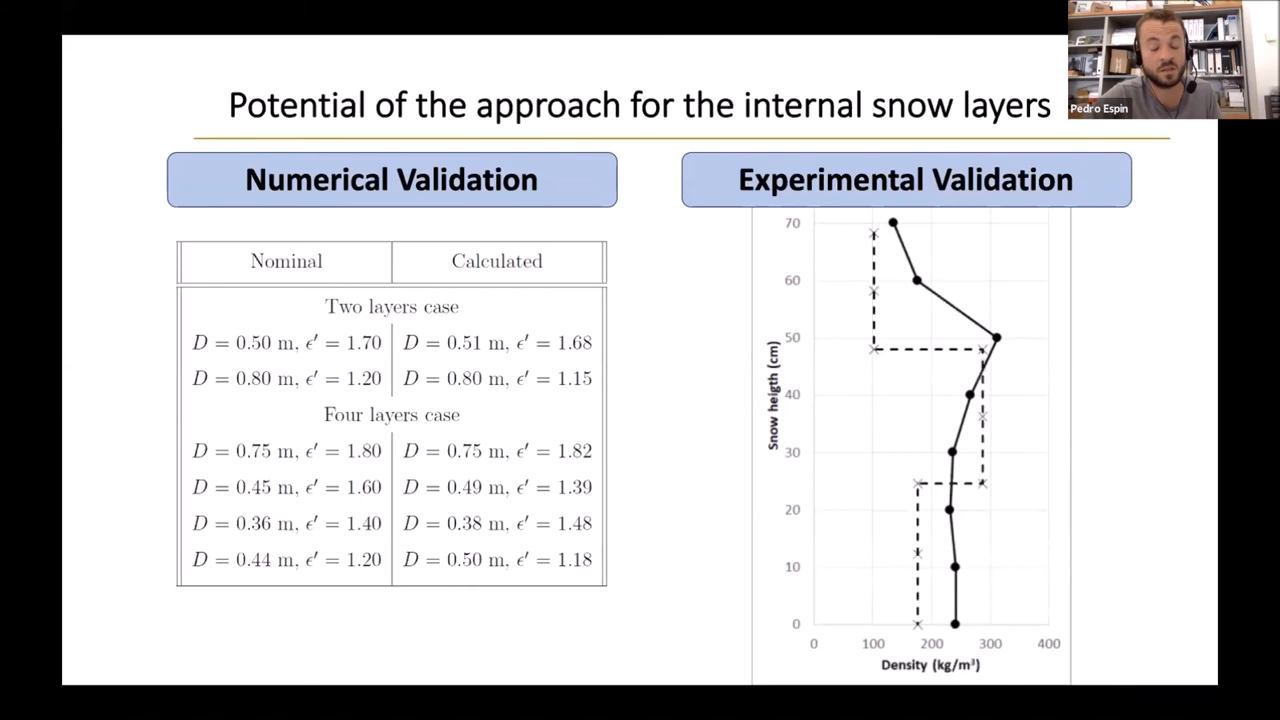 Pedro Espin
Potential of the approach for the internal snow layers
Numerical Validation
Nominal Calculated
Two layers case
D = 0.50 m, ϵ′ = 1.70 D = 0.51 m, ϵ′ = 1.68
D = 0.80 m, ϵ′ = 1.20 D = 0.80 m, ϵ′ = 1.15
Four layers case
D = 0.75 m, ϵ′ = 1.80 D = 0.75 m, ϵ′ = 1.82
D = 0.45 m, ϵ′ = 1.60 D = 0.49 m, ϵ′ = 1.39
D = 0.36 m, ϵ′ = 1.40 D = 0.38 m, ϵ′ = 1.48
D = 0.44 m, ϵ′ = 1.20 D = 0.50 m, ϵ′ = 1.18
Experimental Validation
Snow heigth (cm)
70
60
50
40
30
20
10
0
0 100 200 300 400
Density (kg/m³)